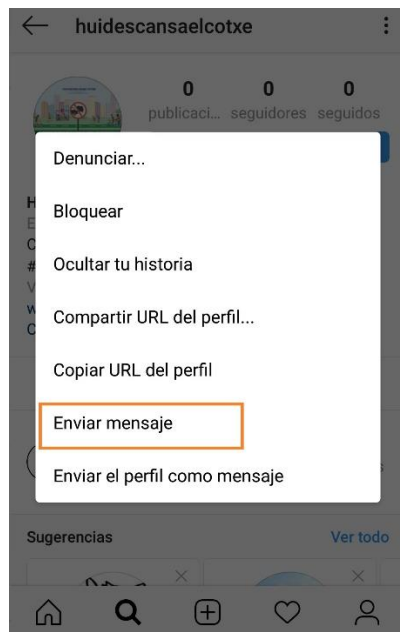 huidescansaelcotxe
0 0 0
publicaci... seguidores seguidos
Denunciar...
H
Bloquear
E
C
#
Ocultar tu historia
V
w
Compartir URL del perfil...
C
Copiar URL del perfil
Enviar mensaje
Enviar el perfil como mensaje
s
Sugerencias Ver todo